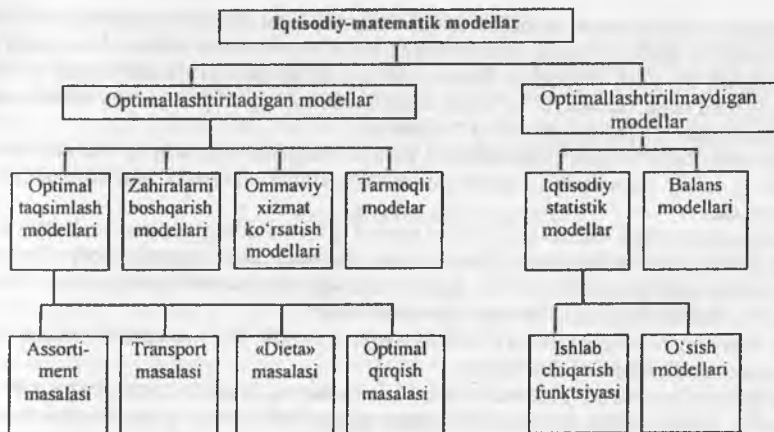 Iqtisodiy-matematik modellar
Optimallashtiriladigan modellar
Optimallashtirilmaydigan
modellar
Optimal
taqsimlash
modellari
Zahiralarni
boshqarish
modellari
Ommaviy
xizmat
ko‘rsatish
modellari
Tarmoqli
modelar
Iqtisodiy
statistik
modellar
Balans
modellari
Assorti-
ment
masalasi
Transport
masalasi
«Dieta»
masalasi
Optimal
qirqish
masalasi
Ishlab
chiqarish
funktsiyasi
O‘sish
modellari